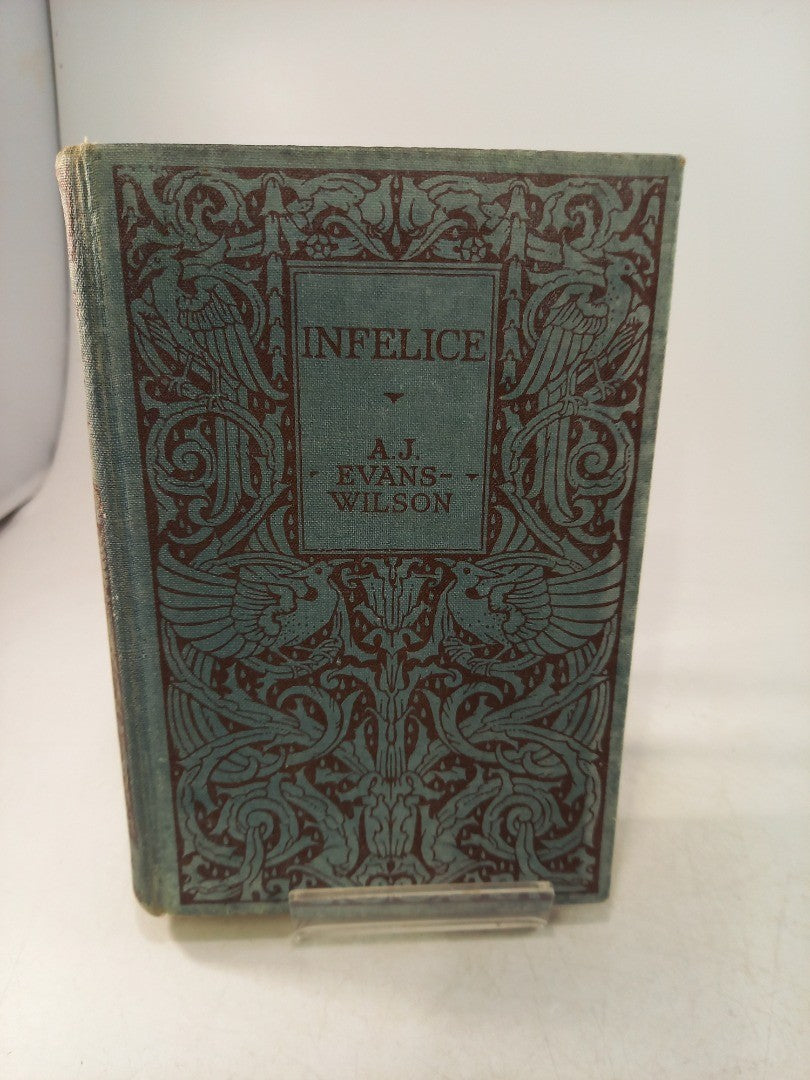 INFELICE
A.J.
EVANS-
WILSON